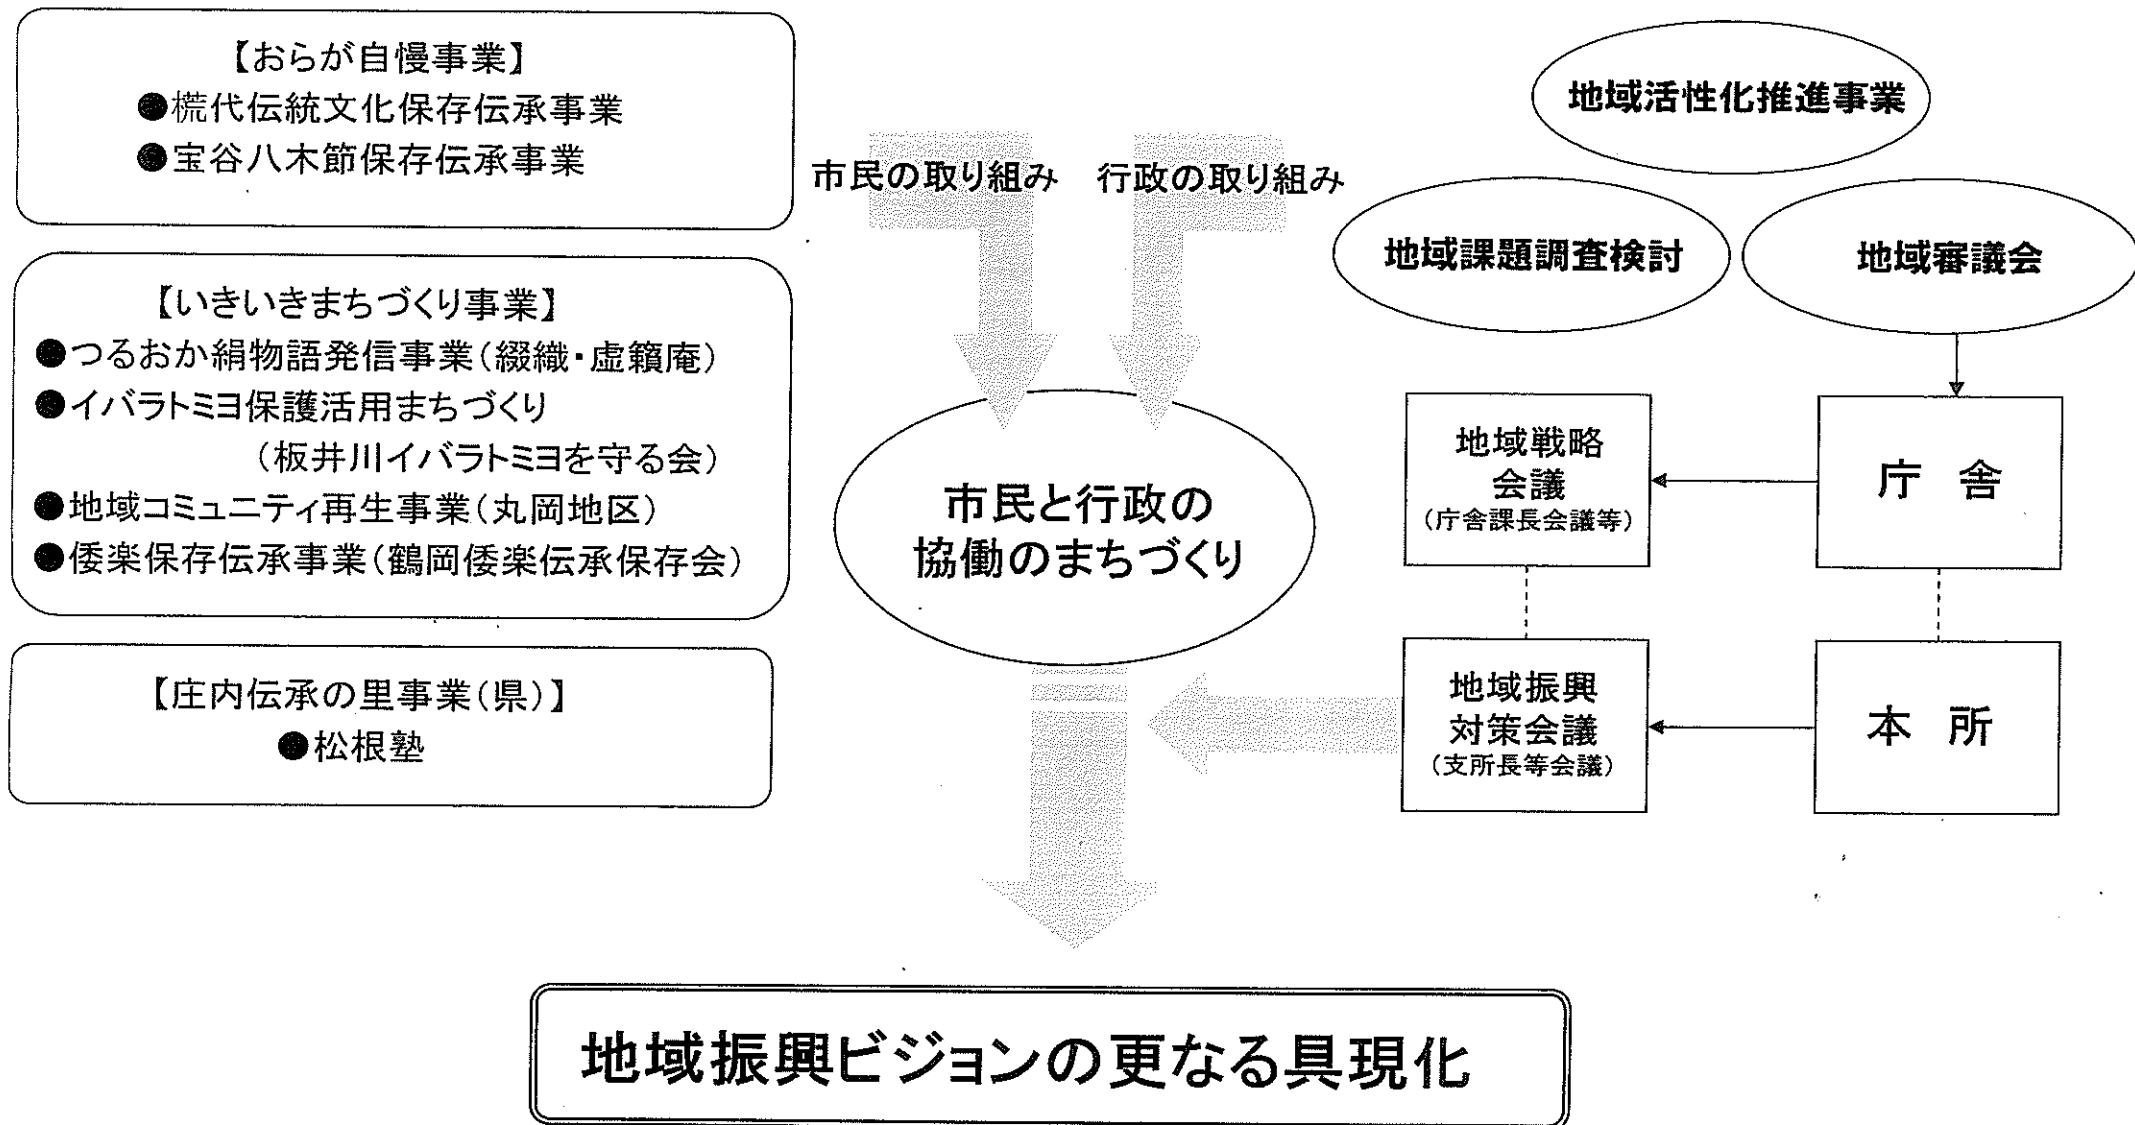 【おらが自慢事業】
●櫤代伝統文化保存伝承事業
●宝谷八木節保存伝承事業
【いきいきまちづくり事業】
●つるおか絹物語発信事業(綴織・虚籟庵)
●イバラトミヨ保護活用まちづくり
(板井川イバラトミヨを守る会)
●地域コミュニティ再生事業(丸岡地区)
●倭楽保存伝承事業(鶴岡倭楽伝承保存会)
【庄内伝承の里事業(県)】
●松根塾
市民の取り組み
行政の取り組み
市民と行政の
協働のまちづくり
地域活性化推進事業
地域課題調査検討
地域審議会
地域戦略
会議
(庁舎課長会議等)
庁 舎
地域振興
対策会議
(支所長等会議)
本 所
地域振興ビジョンの更なる具現化